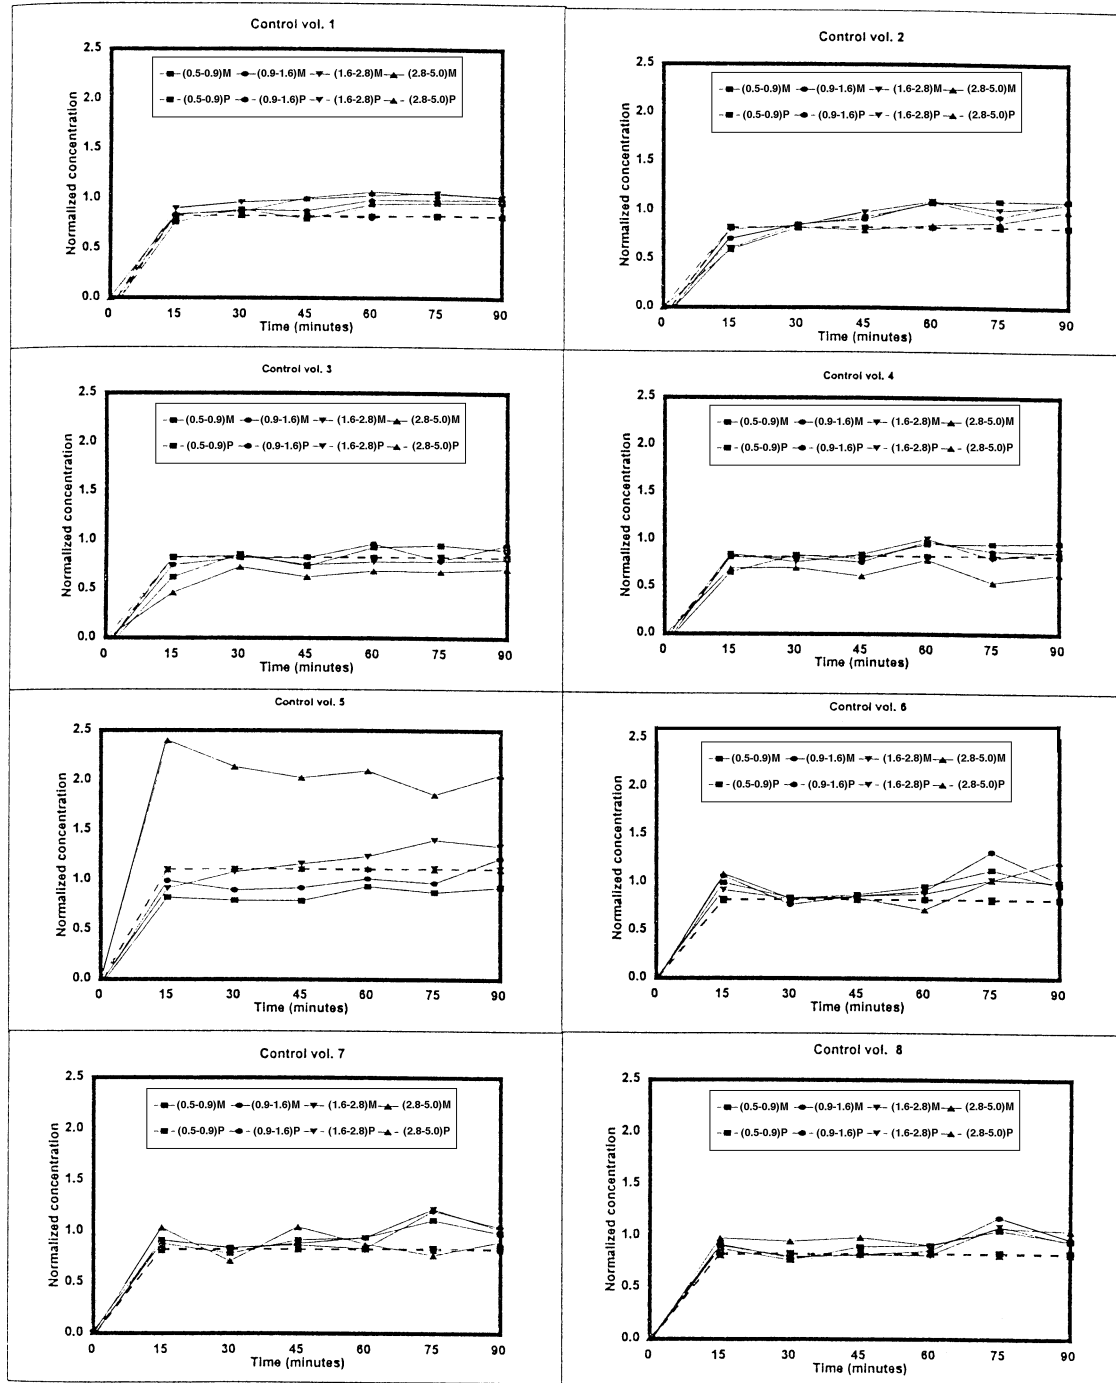 Control vol. 1
2.5
2.0
1.5
1.0
0.5
0.0
Normalized concentration
(0.5-0.9)M (0.9-1.6)M (1.6-2.8)M (2.8-5.0)M
(0.5-0.9)P (0.9-1.6)P (1.6-2.8)P (2.8-5.0)P
0 15 30 45 60 75 90
Time (minutes)
Control vol. 2
2.5
2.0
1.5
1.0
0.5
0.0
Normalized concentration
(0.5-0.9)M (0.9-1.6)M (1.6-2.8)M (2.8-5.0)M
(0.5-0.9)P (0.9-1.6)P (1.6-2.8)P (2.8-5.0)P
0 15 30 45 60 75 90
Time (minutes)
Control vol. 3
2.5
2.0
1.5
1.0
0.5
0.0
Normalized concentration
(0.5-0.9)M (0.9-1.6)M (1.6-2.8)M (2.8-5.0)M
(0.5-0.9)P (0.9-1.6)P (1.6-2.8)P (2.8-5.0)P
0 15 30 45 60 75 90
Time (minutes)
Control vol. 4
2.5
2.0
1.5
1.0
0.5
0.0
Normalized concentration
(0.5-0.9)M (0.9-1.6)M (1.6-2.8)M (2.8-5.0)M
(0.5-0.9)P (0.9-1.6)P (1.6-2.8)P (2.8-5.0)P
0 15 30 45 60 75 90
Time (minutes)
Control vol. 5
2.5
2.0
1.5
1.0
0.5
0.0
Normalized concentration
0 15 30 45 60 75 90
Time (minutes)
Control vol. 6
2.5
2.0
1.5
1.0
0.5
0.0
Normalized concentration
(0.5-0.9)M (0.9-1.6)M (1.6-2.8)M (2.8-5.0)M
(0.5-0.9)P (0.9-1.6)P (1.6-2.8)P (2.8-5.0)P
0 15 30 45 60 75 90
Time (minutes)
Control vol. 7
2.5
2.0
1.5
1.0
0.5
0.0
Normalized concentration
(0.5-0.9)M (0.9-1.6)M (1.6-2.8)M (2.8-5.0)M
(0.5-0.9)P (0.9-1.6)P (1.6-2.8)P (2.8-5.0)P
0 15 30 45 60 75 90
Time (minutes)
Control vol. 8
2.5
2.0
1.5
1.0
0.5
0.0
Normalized concentration
(0.5-0.9)M (0.9-1.6)M (1.6-2.8)M (2.8-5.0)M
(0.5-0.9)P (0.9-1.6)P (1.6-2.8)P (2.8-5.0)P
0 15 30 45 60 75 90
Time (minutes)